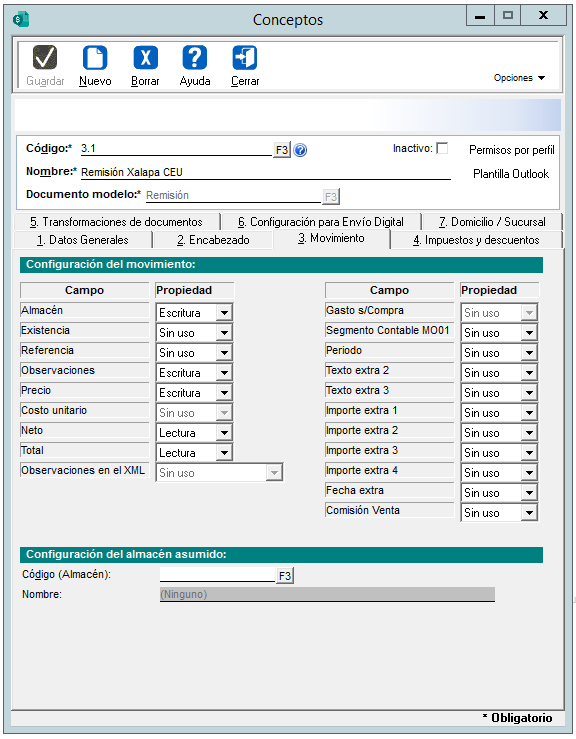 Conceptos
Guardar Nuevo Borrar Ayuda Cerrar
Opciones
Código:* 3.1 F3 ? Inactivo: Permisos por perfil
Nombre:* Remisión Xalapa CEU Plantilla Outlook
Documento modelo:* Remisión F3
5. Transformaciones de documentos 6. Configuración para Envío Digital 7. Domicilio / Sucursal
1. Datos Generales 2. Encabezado 3. Movimiento 4. Impuestos y descuentos
Configuración del movimiento:
Campo Propiedad Campo Propiedad
Almacén Escritura Gasto s/Compra Sin uso
Existencia Sin uso Segmento Contable MO01 Sin uso
Referencia Sin uso Periodo Sin uso
Observaciones Escritura Texto extra 2 Sin uso
Precio Escritura Texto extra 3 Sin uso
Costo unitario Sin uso Importe extra 1 Sin uso
Neto Lectura Importe extra 2 Sin uso
Total Lectura Importe extra 3 Sin uso
Observaciones en el XML Sin uso Importe extra 4 Sin uso
Fecha extra Sin uso
Comisión Venta Sin uso
Configuración del almacén asumido:
Código (Almacén): F3
Nombre: (Ninguno)
* Obligatorio